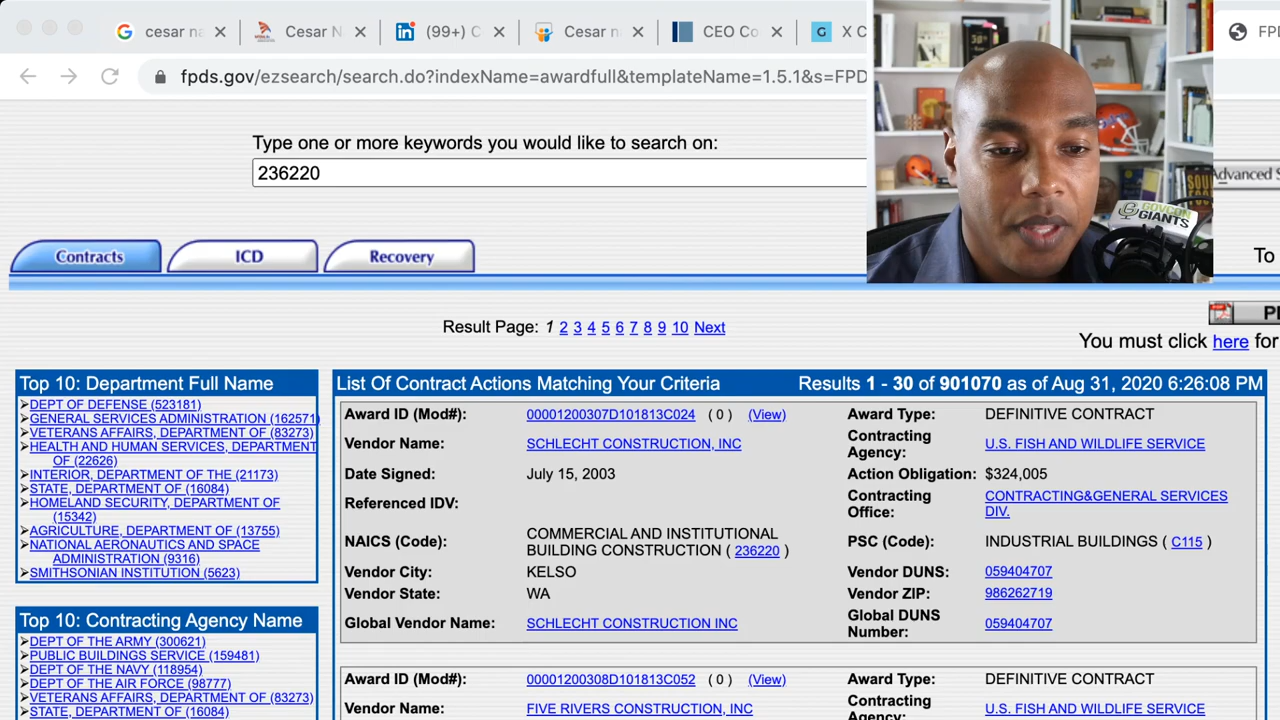 cesar na
Cesar N
(99+) C
Cesar n
CEO Co
X C
FP
fpds.gov/ezsearch/search.do?indexName=awardfull&templateName=1.5.1&s=FPD
Type one or more keywords you would like to search on:
236220
Advanced S
GOVCON
GIANTS
Contracts
ICD
Recovery
To
Result Page: 1 2 3 4 5 6 7 8 9 10 Next
You must click here for
Top 10: Department Full Name
DEPT OF DEFENSE (523181)
GENERAL SERVICES ADMINISTRATION (162571)
VETERANS AFFAIRS, DEPARTMENT OF (83273)
HEALTH AND HUMAN SERVICES, DEPARTMENT
OF (22626)
INTERIOR, DEPARTMENT OF THE (21173)
STATE, DEPARTMENT OF (16084)
HOMELAND SECURITY, DEPARTMENT OF
(15342)
AGRICULTURE, DEPARTMENT OF (13755)
NATIONAL AERONAUTICS AND SPACE
ADMINISTRATION (9316)
SMITHSONIAN INSTITUTION (5623)
Top 10: Contracting Agency Name
DEPT OF THE ARMY (300621)
PUBLIC BUILDINGS SERVICE (159481)
DEPT OF THE NAVY (118954)
DEPT OF THE AIR FORCE (98777)
VETERANS AFFAIRS, DEPARTMENT OF (83273)
STATE, DEPARTMENT OF (16084)
List Of Contract Actions Matching Your Criteria Results 1 - 30 of 901070 as of Aug 31, 2020 6:26:08 PM
Award ID (Mod#): 00001200307D101813C024 ( 0 ) (View) Award Type: DEFINITIVE CONTRACT
Vendor Name: SCHLECHT CONSTRUCTION, INC Contracting Agency: U.S. FISH AND WILDLIFE SERVICE
Date Signed: July 15, 2003 Action Obligation: $324,005
Referenced IDV: Contracting Office: CONTRACTING&GENERAL SERVICES DIV.
NAICS (Code): COMMERCIAL AND INSTITUTIONAL BUILDING CONSTRUCTION ( 236220 ) PSC (Code): INDUSTRIAL BUILDINGS ( C115 )
Vendor City: KELSO Vendor DUNS: 059404707
Vendor State: WA Vendor ZIP: 986262719
Global Vendor Name: SCHLECHT CONSTRUCTION INC Global DUNS Number: 059404707
Award ID (Mod#): 00001200308D101813C052 ( 0 ) (View) Award Type: DEFINITIVE CONTRACT
Vendor Name: FIVE RIVERS CONSTRUCTION, INC Contracting Agency U.S. FISH AND WILDLIFE SERVICE